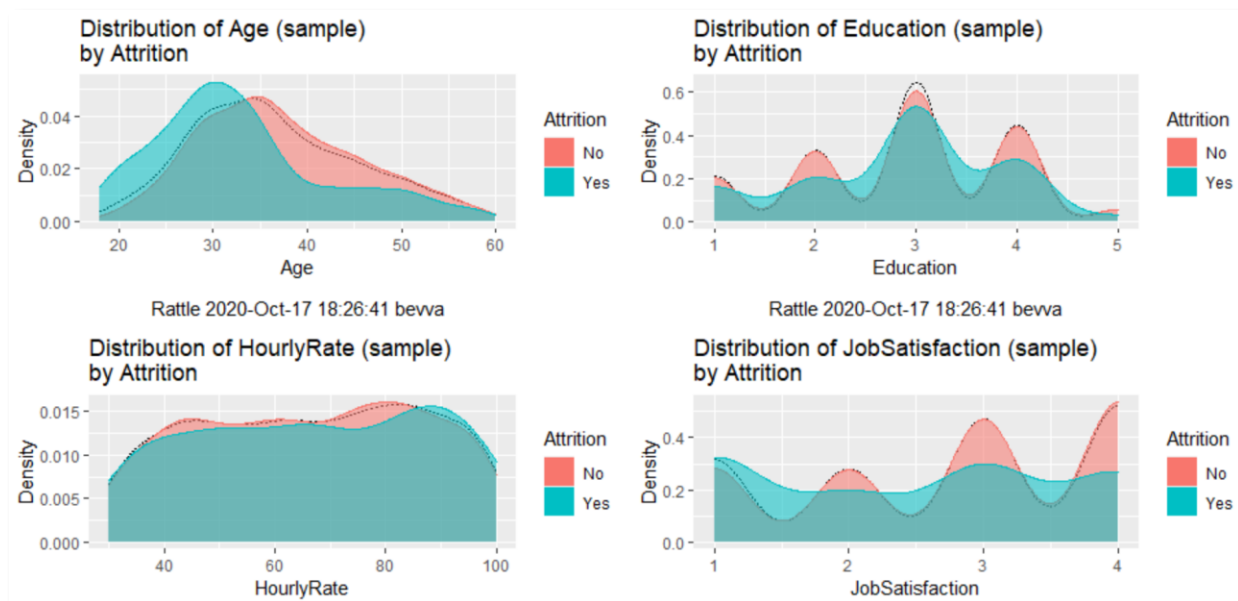 Distribution of Age (sample)
by Attrition
Density
0.04
0.02
0.00
20 30 40 50 60
Age
Attrition
No
Yes
Rattle 2020-Oct-17 18:26:41 bevva
Distribution of Education (sample)
by Attrition
Density
0.6
0.4
0.2
0.0
1 2 3 4 5
Education
Attrition
No
Yes
Rattle 2020-Oct-17 18:26:41 bevva
Distribution of HourlyRate (sample)
by Attrition
Density
0.015
0.010
0.005
0.000
40 60 80 100
HourlyRate
Attrition
No
Yes
Distribution of JobSatisfaction (sample)
by Attrition
Density
0.4
0.2
0.0
1 2 3 4
JobSatisfaction
Attrition
No
Yes